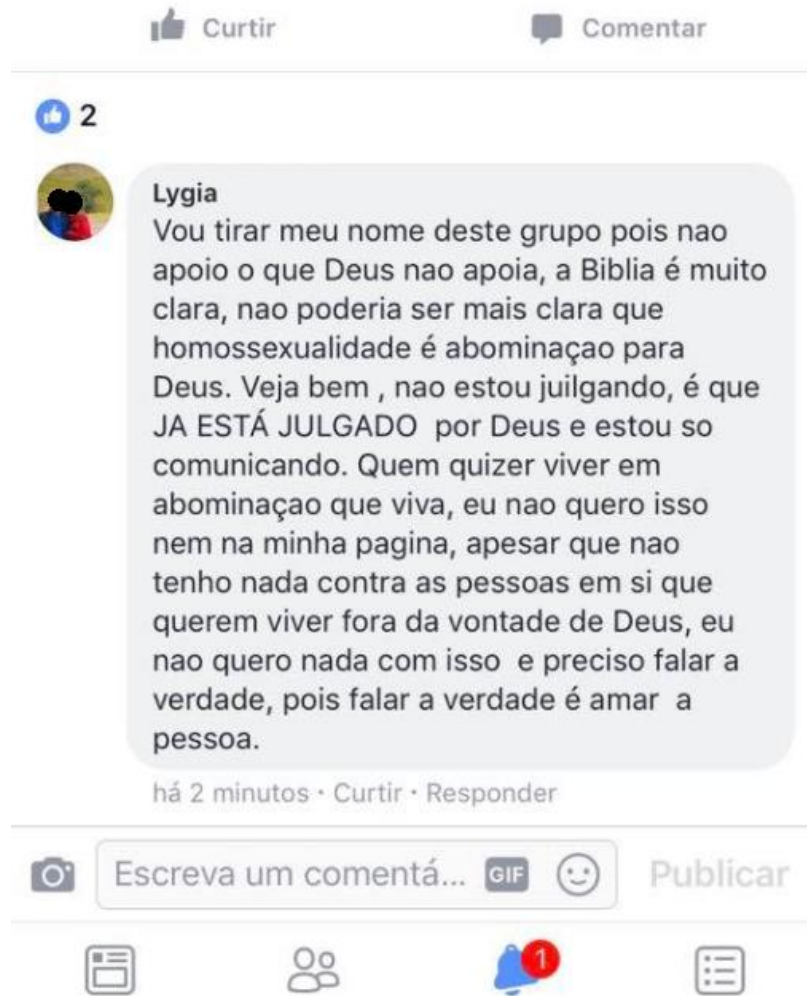 Curtir Comentar
2
Lygia
Vou tirar meu nome deste grupo pois nao
apoio o que Deus nao apoia, a Biblia é muito
clara, nao poderia ser mais clara que
homossexualidade é abominaçao para
Deus. Veja bem , nao estou juilgando, é que
JA ESTÁ JULGADO por Deus e estou so
comunicando. Quem quizer viver em
abominaçao que viva, eu nao quero isso
nem na minha pagina, apesar que nao
tenho nada contra as pessoas em si que
querem viver fora da vontade de Deus, eu
nao quero nada com isso e preciso falar a
verdade, pois falar a verdade é amar a
pessoa.
há 2 minutos · Curtir · Responder
Escreva um comentá... GIF Publicar
1